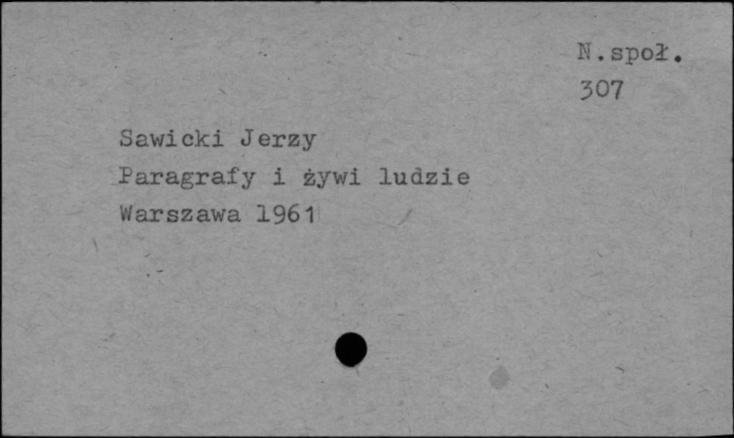 N.społ.
307
Sawicki Jerzy
Paragrafy i żywi ludzie
Warszawa 1961